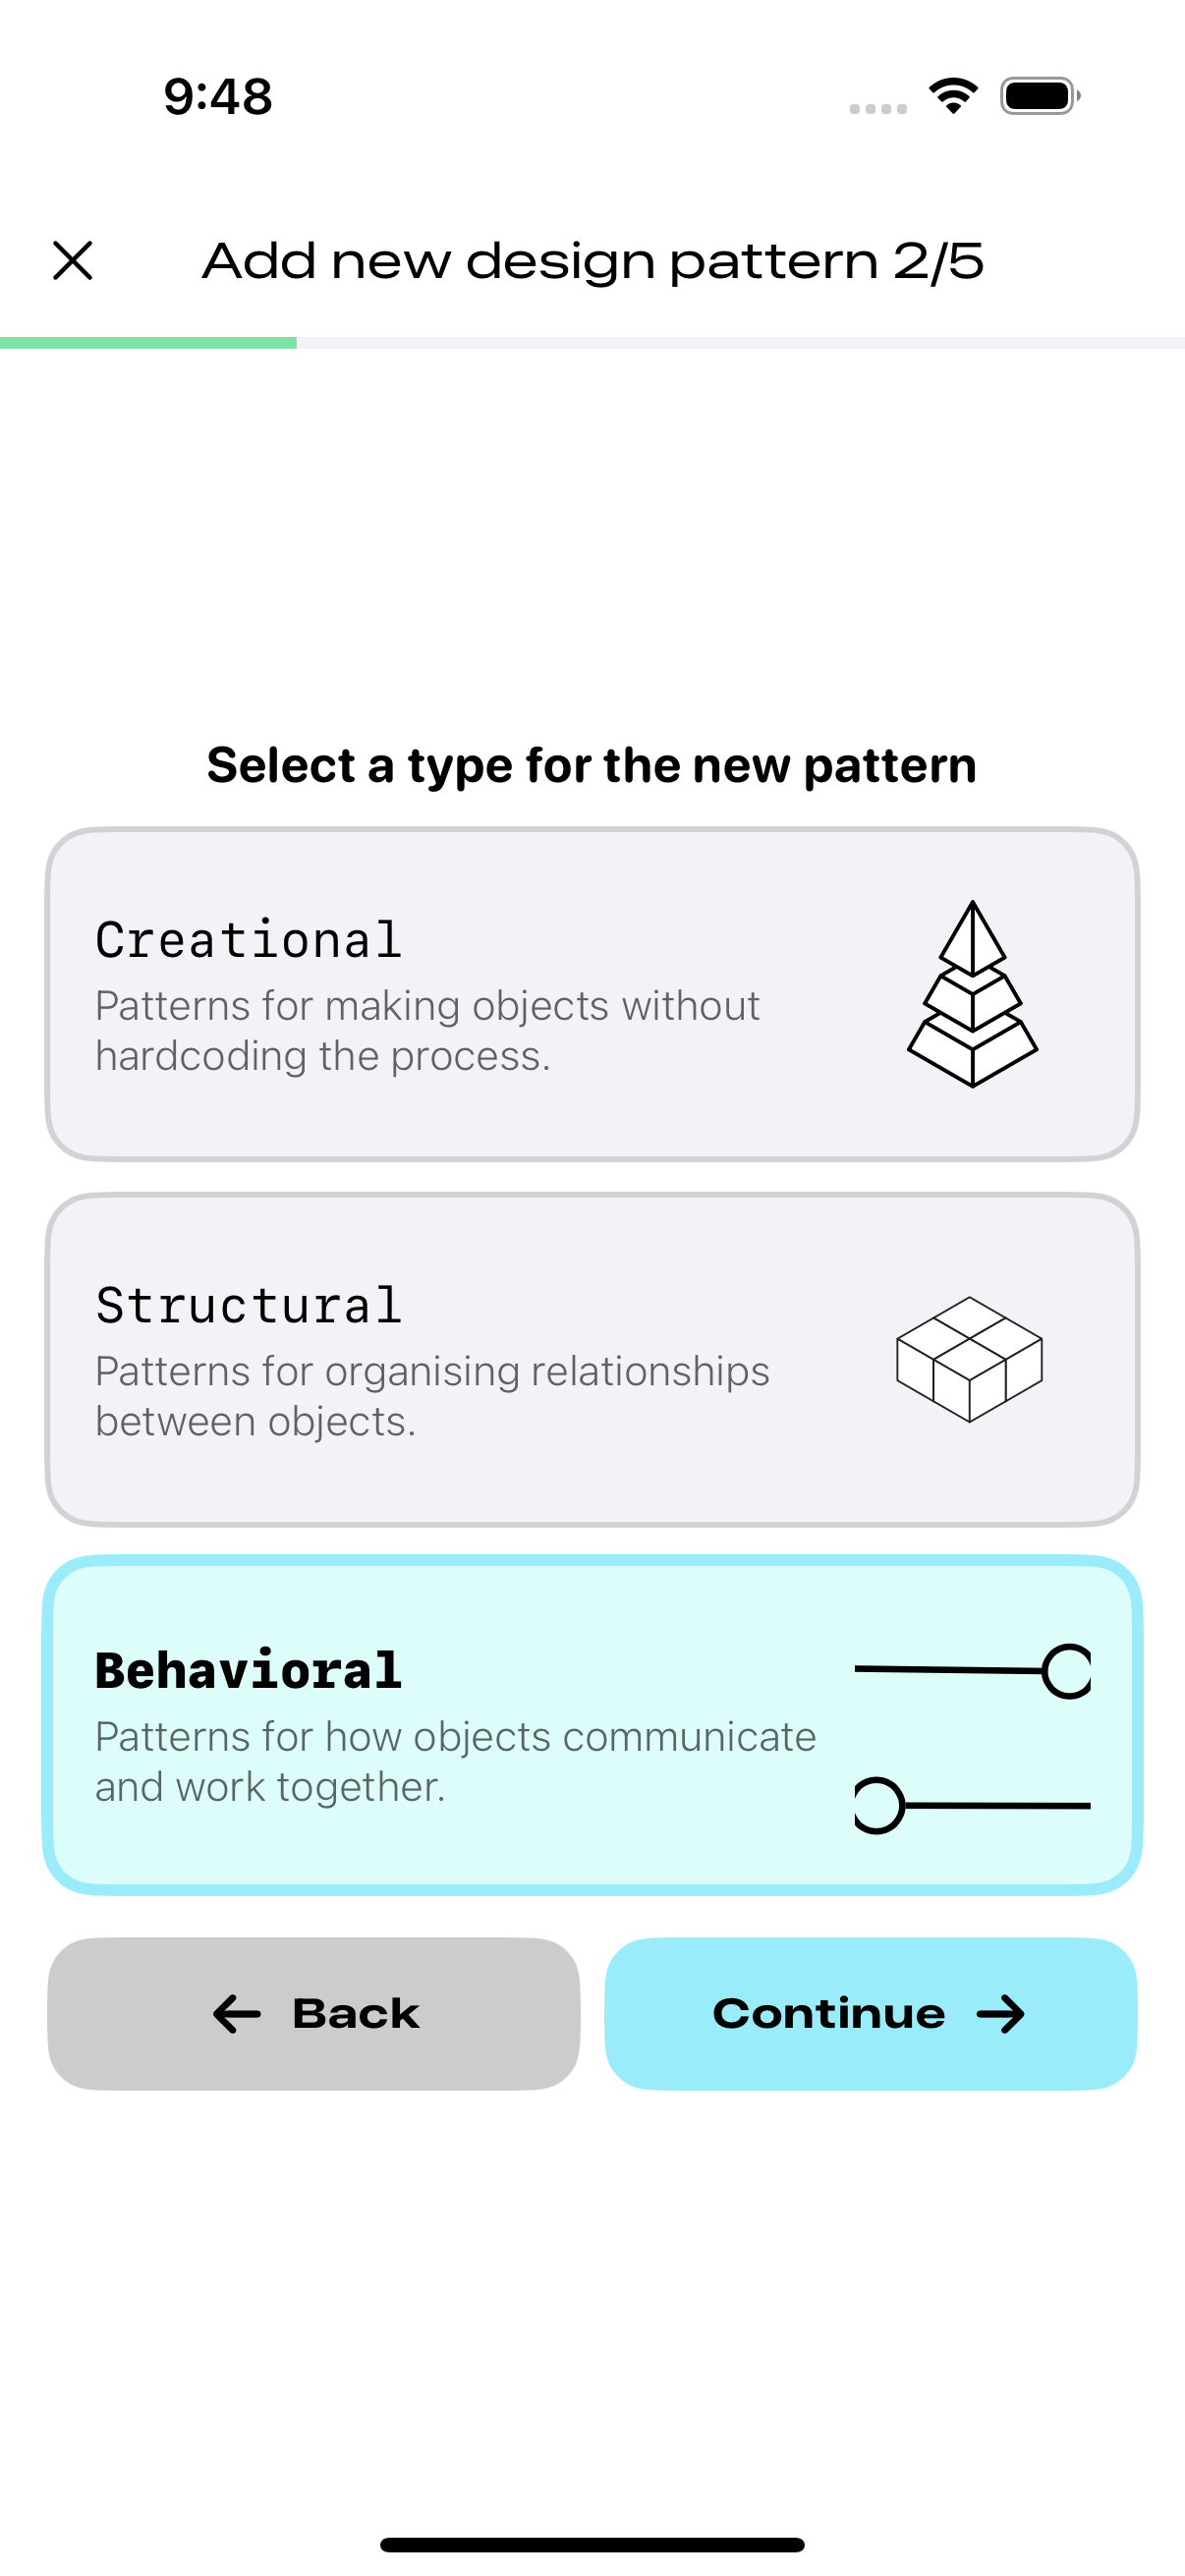 9:48
Add new design pattern 2/5
Select a type for the new pattern
Creational
Patterns for making objects without
hardcoding the process.
Structural
Patterns for organising relationships
between objects.
Behavioral
Patterns for how objects communicate
and work together.
Back
Continue